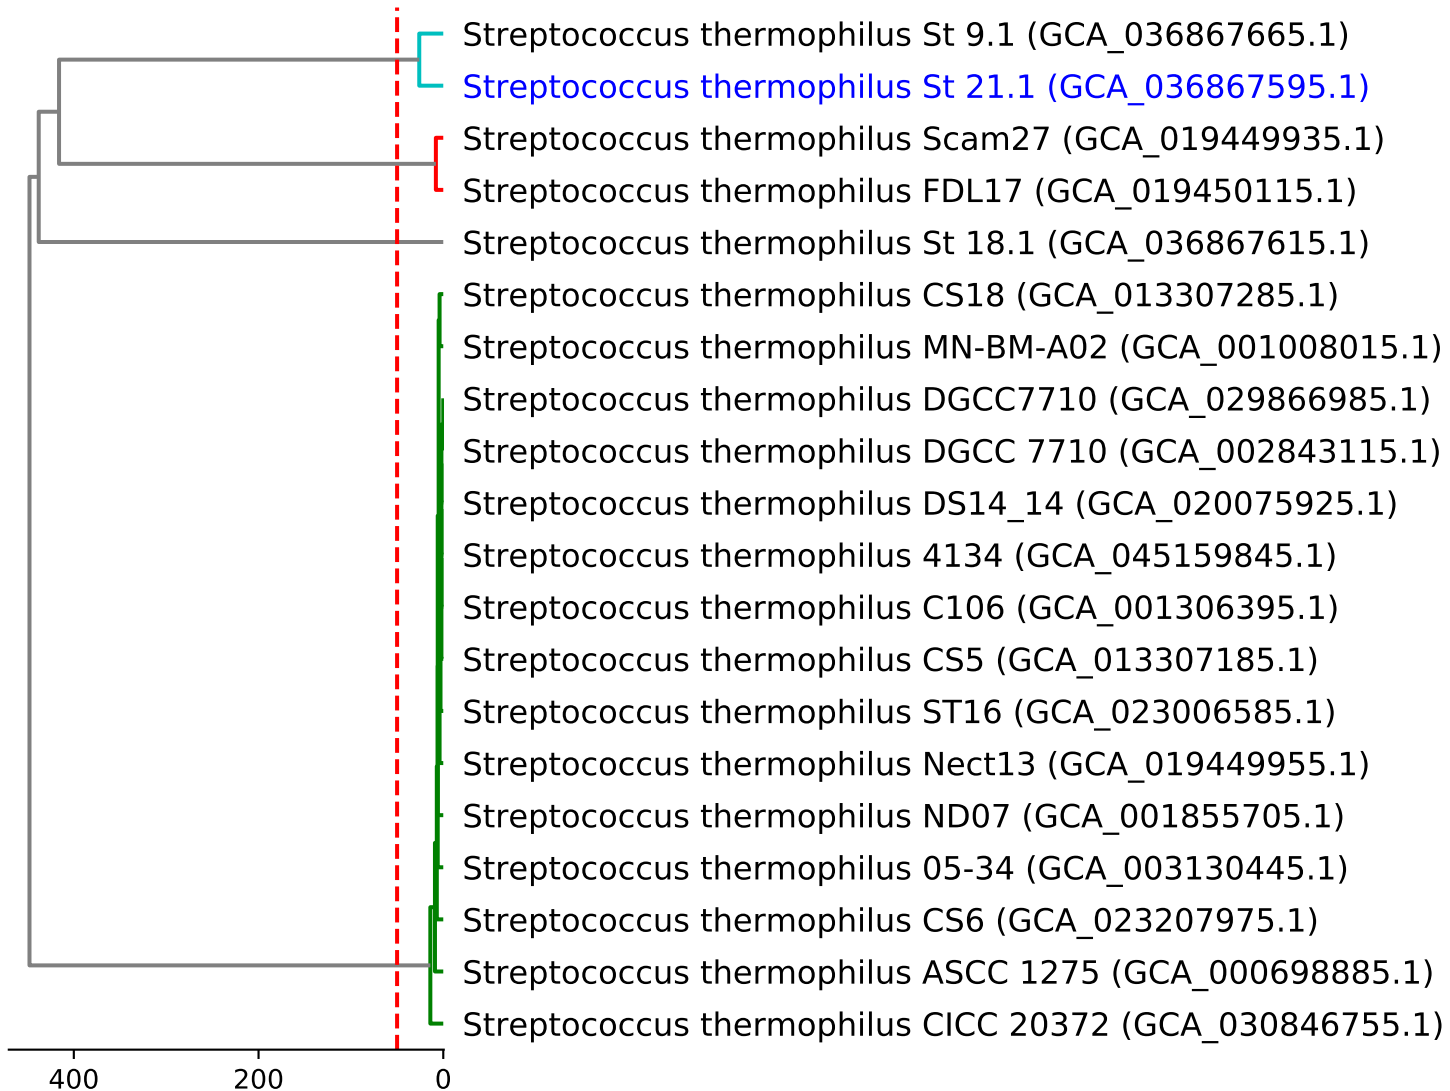 Streptococcus thermophilus St 9.1 (GCA_036867665.1)
Streptococcus thermophilus St 21.1 (GCA_036867595.1)
Streptococcus thermophilus Scam27 (GCA_019449935.1)
Streptococcus thermophilus FDL17 (GCA_019450115.1)
Streptococcus thermophilus St 18.1 (GCA_036867615.1)
Streptococcus thermophilus CS18 (GCA_013307285.1)
Streptococcus thermophilus MN-BM-A02 (GCA_001008015.1)
Streptococcus thermophilus DGCC7710 (GCA_029866985.1)
Streptococcus thermophilus DGCC 7710 (GCA_002843115.1)
Streptococcus thermophilus DS14_14 (GCA_020075925.1)
Streptococcus thermophilus 4134 (GCA_045159845.1)
Streptococcus thermophilus C106 (GCA_001306395.1)
Streptococcus thermophilus CS5 (GCA_013307185.1)
Streptococcus thermophilus ST16 (GCA_023006585.1)
Streptococcus thermophilus Nect13 (GCA_019449955.1)
Streptococcus thermophilus ND07 (GCA_001855705.1)
Streptococcus thermophilus 05-34 (GCA_003130445.1)
Streptococcus thermophilus CS6 (GCA_023207975.1)
Streptococcus thermophilus ASCC 1275 (GCA_000698885.1)
Streptococcus thermophilus CICC 20372 (GCA_030846755.1)
400 200 0